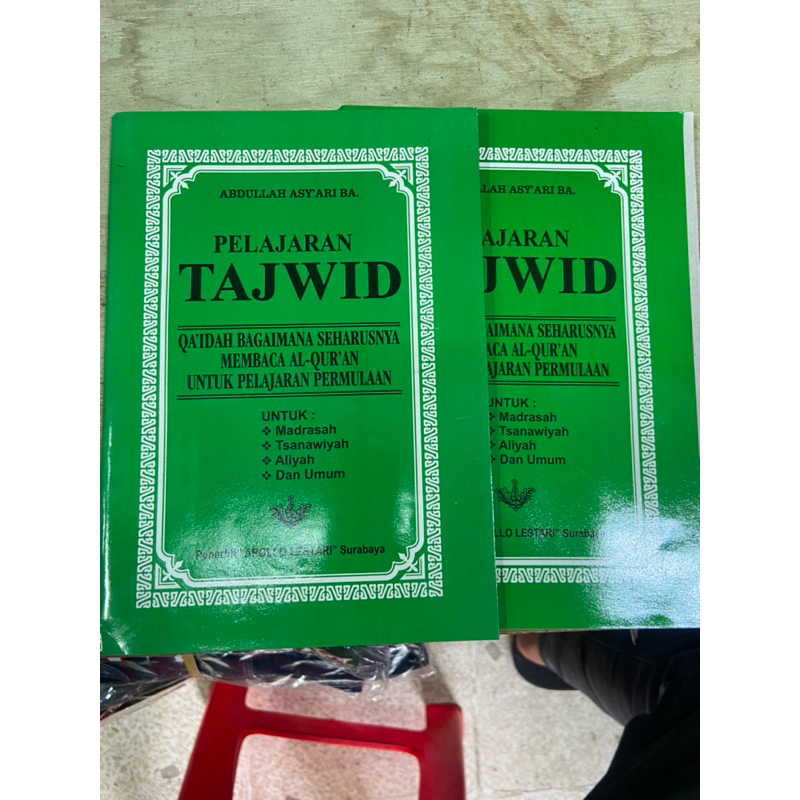 ABDULLAH ASY'ARI BA.
PELAJARAN
TAJWID
QA'IDAH BAGAIMANA SEHARUSNYA
MEMBACA AL-QUR'AN
UNTUK PELAJARAN PERMULAAN
UNTUK :
❖ Madrasah
❖ Tsanawiyah
❖ Aliyah
❖ Dan Umum
Penerbit "APOLLO LESTARI" Surabaya
LLAH ASY'ARI BA.
AJARAN
JWID
AIMANA SEHARUSNYA
ACA AL-QUR'AN
AJARAN PERMULAAN
UNTUK :
❖ Madrasah
❖ Tsanawiyah
❖ Aliyah
❖ Dan Umum
OLLO LESTARI" Surabaya